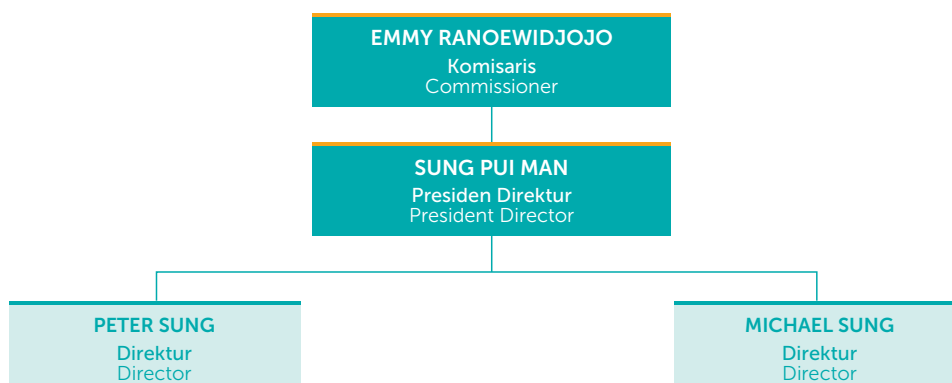 EMMY RANOEWIDJOJO
Komisaris
Commissioner
SUNG PUI MAN
Presiden Direktur
President Director
PETER SUNG
Direktur
Director
MICHAEL SUNG
Direktur
Director